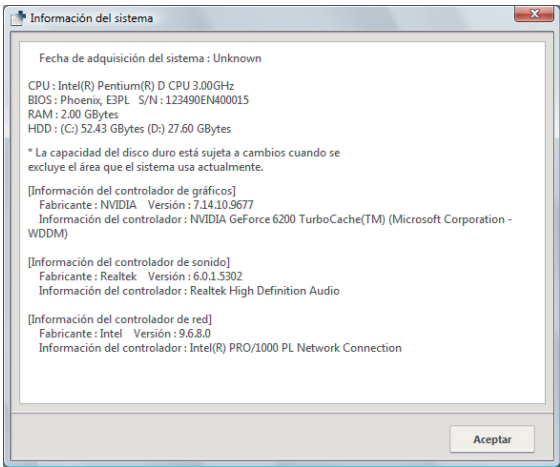 Información del sistema
Fecha de adquisición del sistema : Unknown
CPU : Intel(R) Pentium(R) D CPU 3.00GHz
BIOS : Phoenix, E3PL S/N : 123490EN400015
RAM : 2.00 GBytes
HDD : (C:) 52.43 GBytes (D:) 27.60 GBytes
* La capacidad del disco duro está sujeta a cambios cuando se
excluye el área que el sistema usa actualmente.
[Información del controlador de gráficos]
Fabricante : NVIDIA Versión : 7.14.10.9677
Información del controlador : NVIDIA GeForce 6200 TurboCache(TM) (Microsoft Corporation -
WDDM)
[Información del controlador de sonido]
Fabricante : Realtek Versión : 6.0.1.5302
Información del controlador : Realtek High Definition Audio
[Información del controlador de red]
Fabricante : Intel Versión : 9.6.8.0
Información del controlador : Intel(R) PRO/1000 PL Network Connection
Aceptar